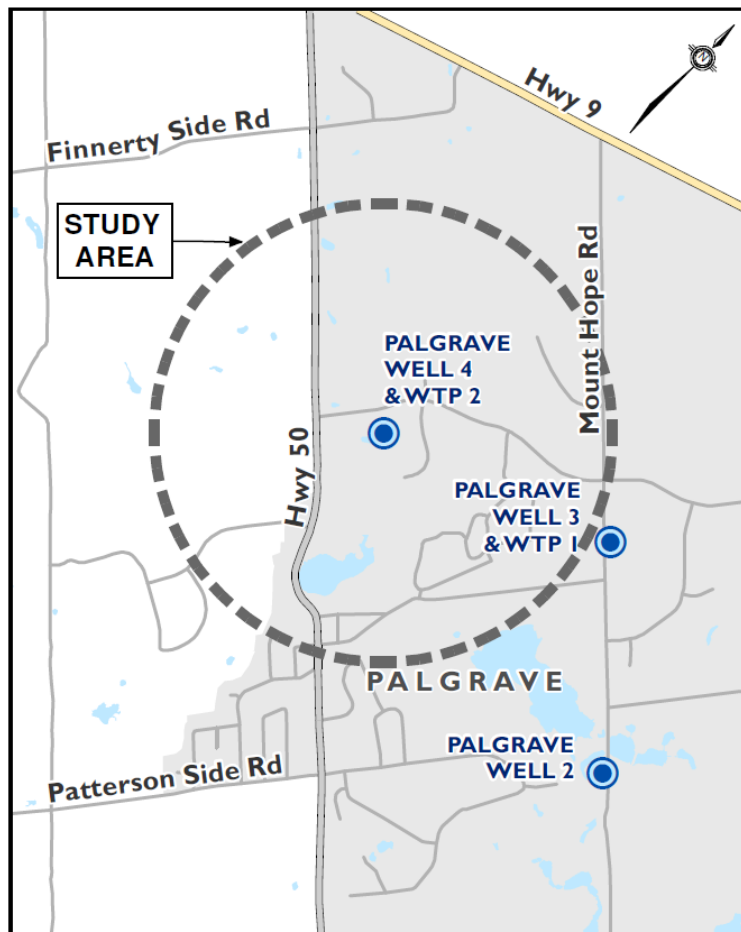 Hwy 9
Finnerty Side Rd
N
STUDY
AREA
Mount Hope Rd
PALGRAVE
WELL 4
& WTP 2
Hwy 50
PALGRAVE
WELL 3
& WTP 1
PALGRAVE
PALGRAVE
WELL 2
Patterson Side Rd